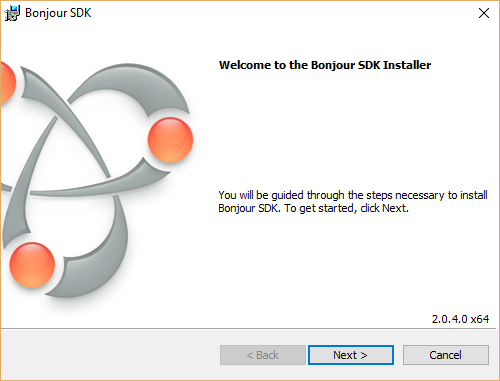 Bonjour SDK
Welcome to the Bonjour SDK Installer
You will be guided through the steps necessary to install
Bonjour SDK. To get started, click Next.
2.0.4.0 x64
< Back
Next >
Cancel